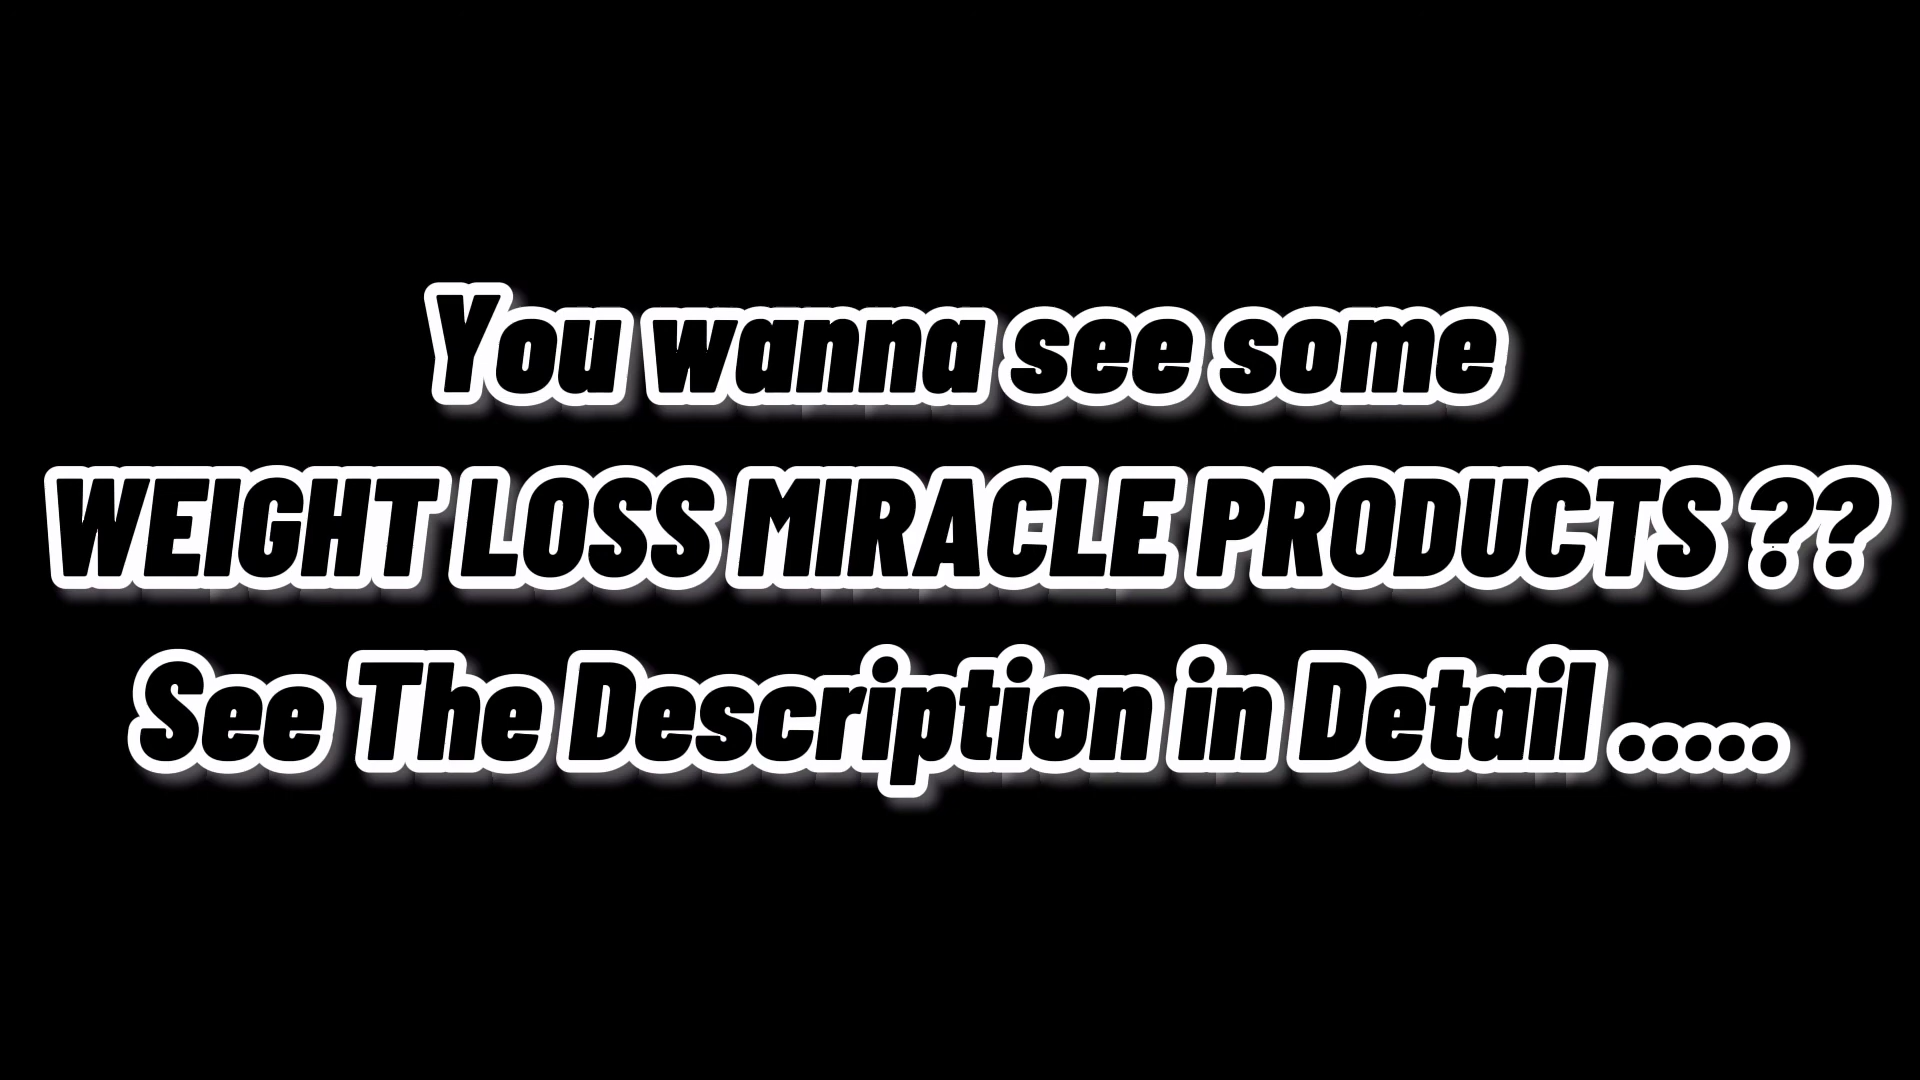 You wanna see some
WEIGHT LOSS MIRACLE PRODUCTS ??
See The Description in Detail .....